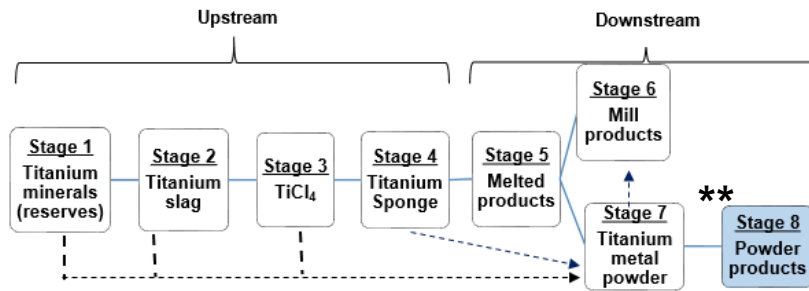 Upstream
Downstream
Stage 1
Titanium
minerals
(reserves)
Stage 2
Titanium
slag
Stage 3
TiCl₄
Stage 4
Titanium
Sponge
Stage 5
Melted
products
Stage 6
Mill
products
Stage 7
Titanium
metal
powder
**
Stage 8
Powder
products